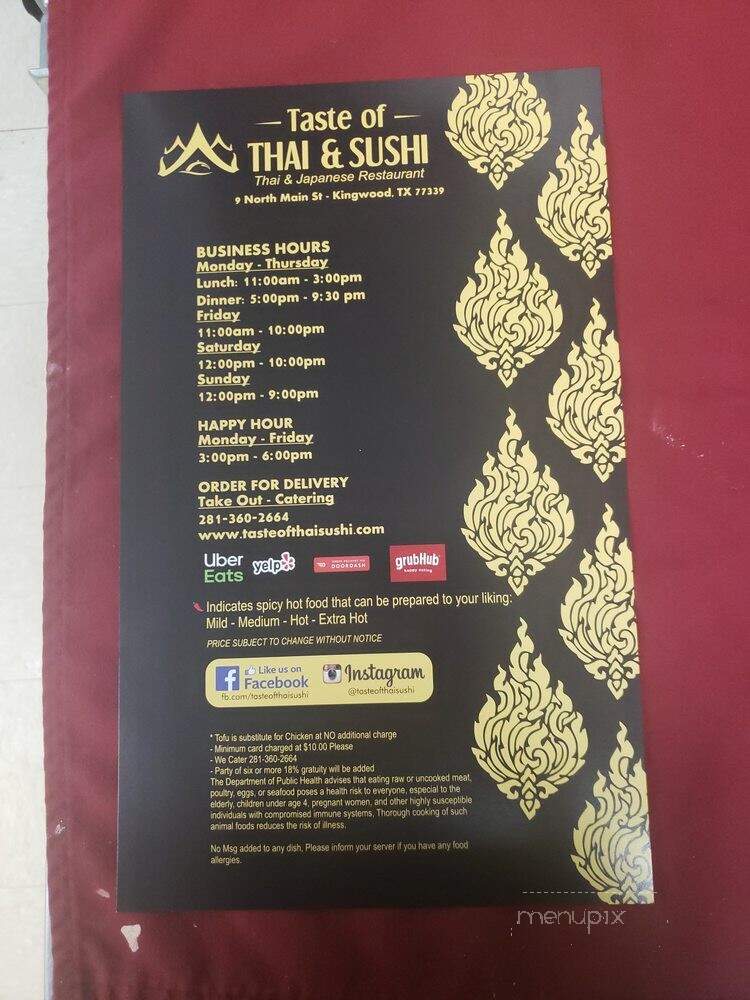 Taste of
THAI & SUSHI
Thai & Japanese Restaurant
9 North Main St - Kingwood, TX 77339
BUSINESS HOURS
Monday - Thursday
Lunch: 11:00am - 3:00pm
Dinner: 5:00pm - 9:30 pm
Friday
11:00am - 10:00pm
Saturday
12:00pm - 10:00pm
Sunday
12:00pm - 9:00pm
HAPPY HOUR
Monday - Friday
3:00pm - 6:00pm
ORDER FOR DELIVERY
Take Out - Catering
281-360-2664
www.tasteofthaisushi.com
Uber Eats
yelp
DOORDASH
grubHub
happy eating
Indicates spicy hot food that can be prepared to your liking:
Mild - Medium - Hot - Extra Hot
PRICE SUBJECT TO CHANGE WITHOUT NOTICE
Like us on
Facebook
fb.com/tasteofthaisushi
Instagram
@tasteofthaisushi
* Tofu is substitute for Chicken at NO additional charge
- Minimum card charged at $10.00 Please
- We Cater 281-360-2664
- Party of six or more 18% gratuity will be added
The Department of Public Health advises that eating raw or uncooked meat,
poultry, eggs, or seafood poses a health risk to everyone, especial to the
elderly, children under age 4, pregnant women, and other highly susceptible
individuals with compromised immune systems, Thorough cooking of such
animal foods reduces the risk of illness.
No Msg added to any dish, Please inform your server if you have any food
allergies.
menupix